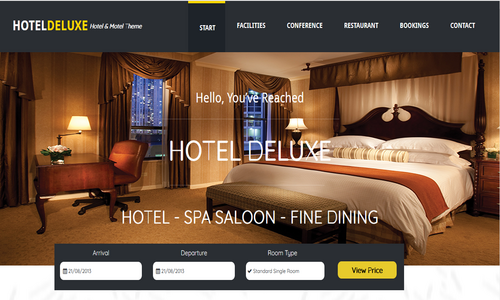 HOTELDELUXE Hotel & Motel Theme
START FACILITIES CONFERENCE RESTAURANT BOOKINGS CONTACT
Hello, You've Reached
HOTEL DELUXE
HOTEL - SPA SALOON - FINE DINING
Arrival Departure Room Type
21/08/2013 21/08/2013 Standard Single Room View Price